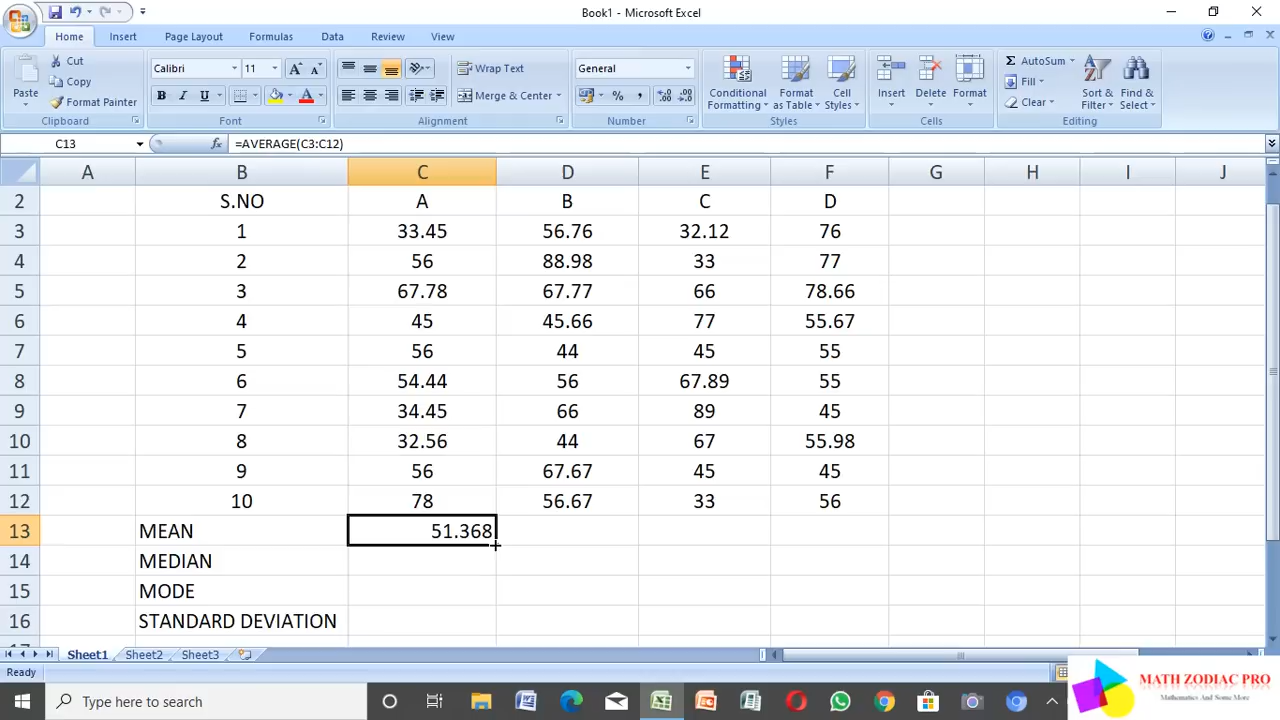 Book1 - Microsoft Excel
Home Insert Page Layout Formulas Data Review View
Paste Cut Copy Format Painter Clipboard
Calibri 11 B I U A Font
Wrap Text Merge & Center Alignment
General % , Number
Conditional Formatting Format as Table Cell Styles Styles
Insert Delete Format Cells
Σ AutoSum Fill Clear Sort & Filter Find & Select Editing
C13 fx =AVERAGE(C3:C12)
A B C D E F G H I J
2 S.NO A B C D
3 1 33.45 56.76 32.12 76
4 2 56 88.98 33 77
5 3 67.78 67.77 66 78.66
6 4 45 45.66 77 55.67
7 5 56 44 45 55
8 6 54.44 56 67.89 55
9 7 34.45 66 89 45
10 8 32.56 44 67 55.98
11 9 56 67.67 45 45
12 10 78 56.67 33 56
13 MEAN 51.368
14 MEDIAN
15 MODE
16 STANDARD DEVIATION
Sheet1 Sheet2 Sheet3
Ready
Type here to search
MATH ZODIAC PRO
Mathematics And Some More